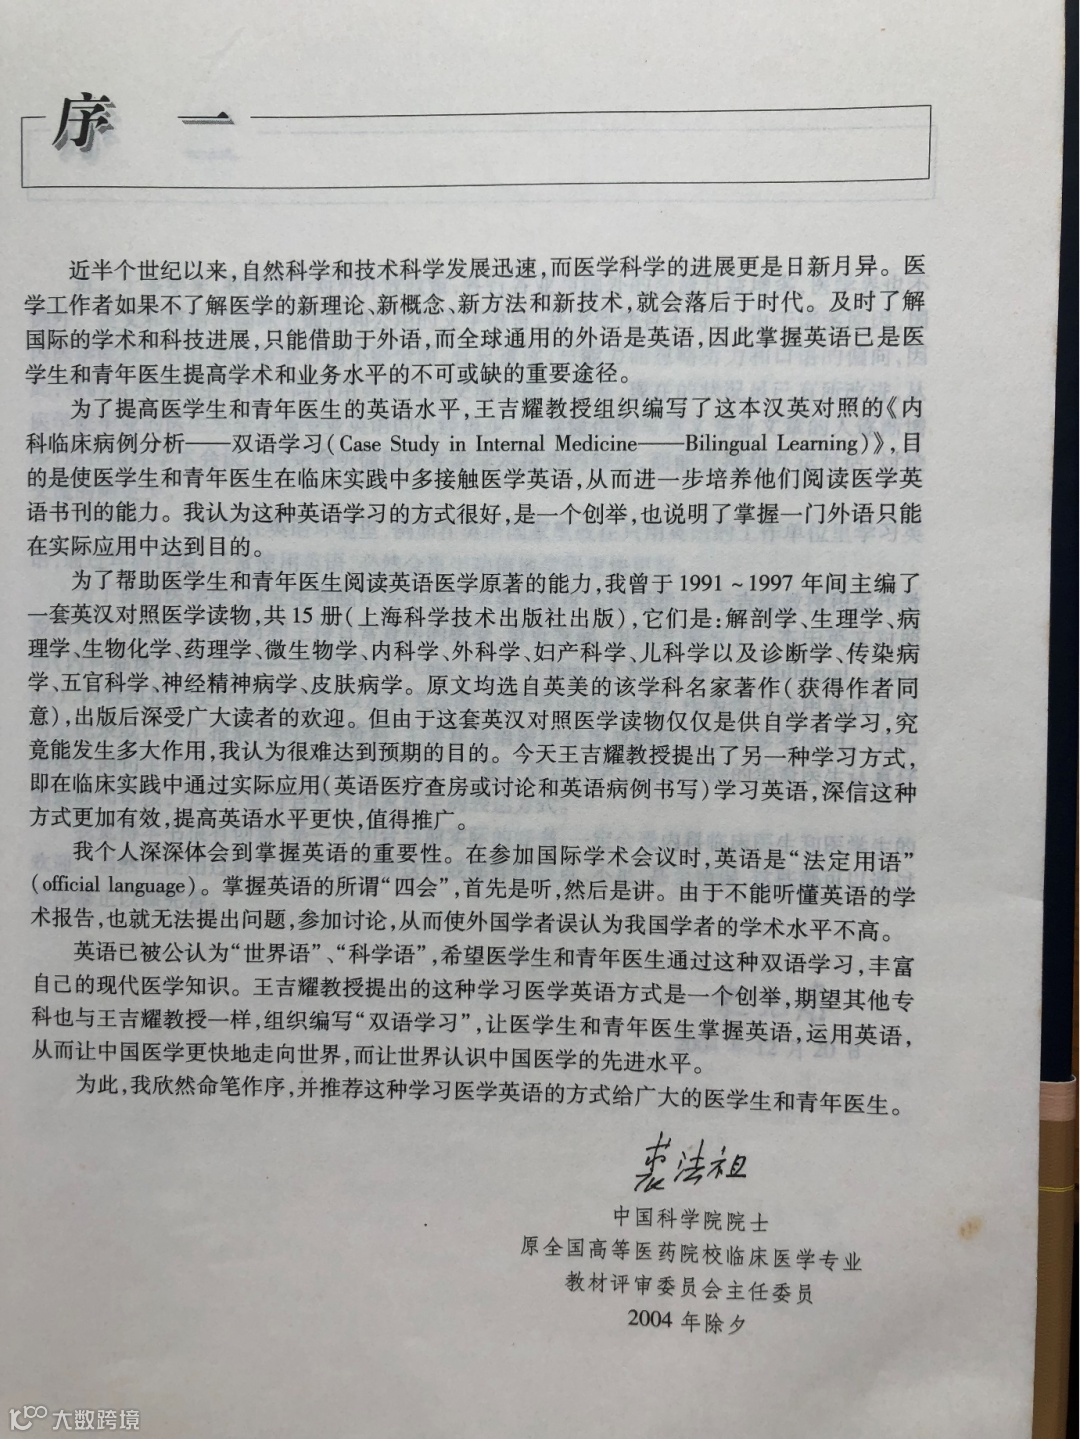 序 一
近半个世纪以来,自然科学和技术科学发展迅速,而医学科学的进展更是日新月异。医
学工作者如果不了解医学的新理论、新概念、新方法和新技术,就会落后于时代。及时了解
国际的学术和科技进展,只能借助于外语,而全球通用的外语是英语,因此掌握英语已是医
学生和青年医生提高学术和业务水平的不可或缺的重要途径。
为了提高医学生和青年医生的英语水平,王吉耀教授组织编写了这本汉英对照的《内
科临床病例分析——双语学习(Case Study in Internal Medicine——Bilingual Learning)》,目
的是使医学生和青年医生在临床实践中多接触医学英语,从而进一步培养他们阅读医学英
语书刊的能力。我认为这种英语学习的方式很好,是一个创举,也说明了掌握一门外语只能
在实际应用中达到目的。
为了帮助医学生和青年医生阅读英语医学原著的能力,我曾于 1991~1997 年间主编了
一套英汉对照医学读物,共 15 册(上海科学技术出版社出版),它们是:解剖学、生理学、病
理学、生物化学、药理学、微生物学、内科学、外科学、妇产科学、儿科学以及诊断学、传染病
学、五官科学、神经精神病学、皮肤病学。原文均选自英美的该学科名家著作(获得作者同
意),出版后深受广大读者的欢迎。但由于这套英汉对照医学读物仅仅是供自学者学习,究
竟能发生多大作用,我认为很难达到预期的目的。今天王吉耀教授提出了另一种学习方式,
即在临床实践中通过实际应用(英语医疗查房或讨论和英语病例书写)学习英语,深信这种
方式更加有效,提高英语水平更快,值得推广。
我个人深深体会到掌握英语的重要性。在参加国际学术会议时,英语是“法定用语”
(official language)。掌握英语的所谓“四会”,首先是听,然后是讲。由于不能听懂英语的学
术报告,也就无法提出问题,参加讨论,从而使外国学者误认为我国学者的学术水平不高。
英语已被公认为“世界语”、“科学语”,希望医学生和青年医生通过这种双语学习,丰富
自己的现代医学知识。王吉耀教授提出的这种学习医学英语方式是一个创举,期望其他专
科也与王吉耀教授一样,组织编写“双语学习”,让医学生和青年医生掌握英语,运用英语,
从而让中国医学更快地走向世界,而让世界认识中国医学的先进水平。
为此,我欣然命笔作序,并推荐这种学习医学英语的方式给广大的医学生和青年医生。
裘法祖
中国科学院院士
原全国高等医药院校临床医学专业
教材评审委员会主任委员
2004 年除夕
大数跨境